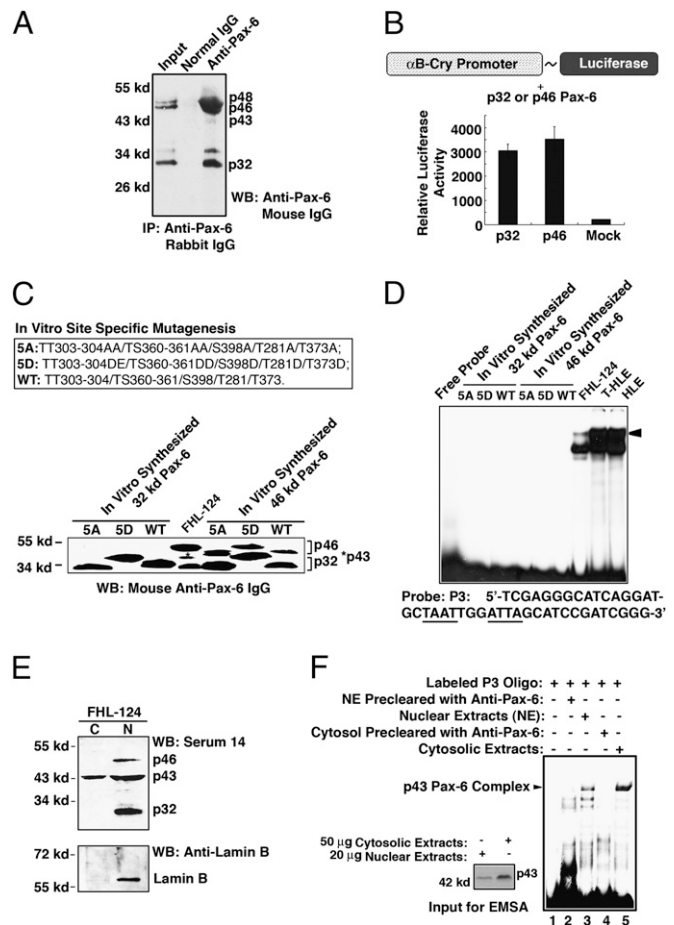 A
Input
Normal IgG
Anti-Pax-6
55 kd
43 kd
34 kd
26 kd
p48
p46
p43
p32
WB: Anti-Pax-6
Mouse IgG
IP: Anti-Pax-6
Rabbit IgG
B
αB-Cry Promoter ~ Luciferase
+
p32 or p46 Pax-6
Relative Luciferase
Activity
4000
3000
2000
1000
0
p32 p46 Mock
C
In Vitro Site Specific Mutagenesis
5A:TT303-304AA/TS360-361AA/S398A/T281A/T373A;
5D: TT303-304DE/TS360-361DD/S398D/T281D/T373D;
WT: TT303-304/TS360-361/S398/T281/T373.
In Vitro Synthesized
32 kd Pax-6
FHL-124
In Vitro Synthesized
46 kd Pax-6
5A 5D WT 5A 5D WT
55 kd
34 kd
*
p46
p32
*p43
WB: Mouse Anti-Pax-6 IgG
D
Free Probe
In Vitro Synthesized
32 kd Pax-6
In Vitro Synthesized
46 kd Pax-6
FHL-124
T-HLE
HLE
5A 5D WT 5A 5D WT
Probe: P3: 5'-TCGAGGGCATCAGGAT-
GCTAATTGGATTAGCATCCGATCGGG-3'
E
FHL-124
C N
WB: Serum 14
55 kd
43 kd
34 kd
p46
p43
p32
WB: Anti-Lamin B
72 kd
55 kd
Lamin B
F
Labeled P3 Oligo: + + + + +
NE Precleared with Anti-Pax-6: - + - - -
Nuclear Extracts (NE): - - + - -
Cytosol Precleared with Anti-Pax-6: - - - + -
Cytosolic Extracts: - - - - +
p43 Pax-6 Complex
50 µg Cytosolic Extracts: - +
20 µg Nuclear Extracts: + -
42 kd
p43
Input for EMSA
1 2 3 4 5